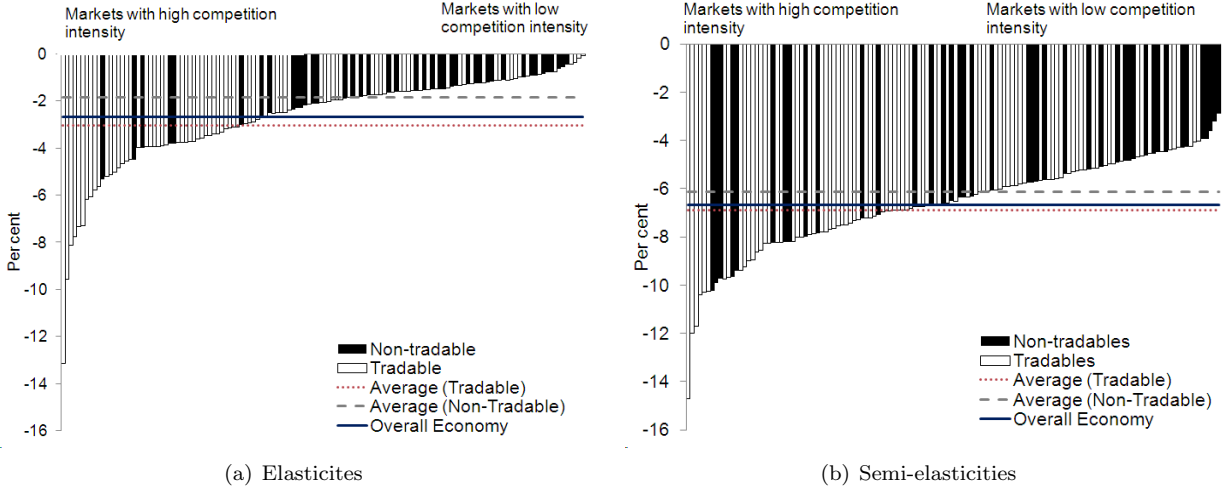 Markets with high competition
intensity
Markets with low
competition intensity
0
-2
-4
-6
-8
-10
-12
-14
-16
Per cent
Non-tradable
Tradable
Average (Tradable)
Average (Non-Tradable)
Overall Economy
(a) Elasticites
Markets with high competition
intensity
Markets with low competition
intensity
0
-2
-4
-6
-8
-10
-12
-14
-16
Per cent
Non-tradables
Tradables
Average (Tradable)
Average (Non-Tradable)
Overall Economy
(b) Semi-elasticities